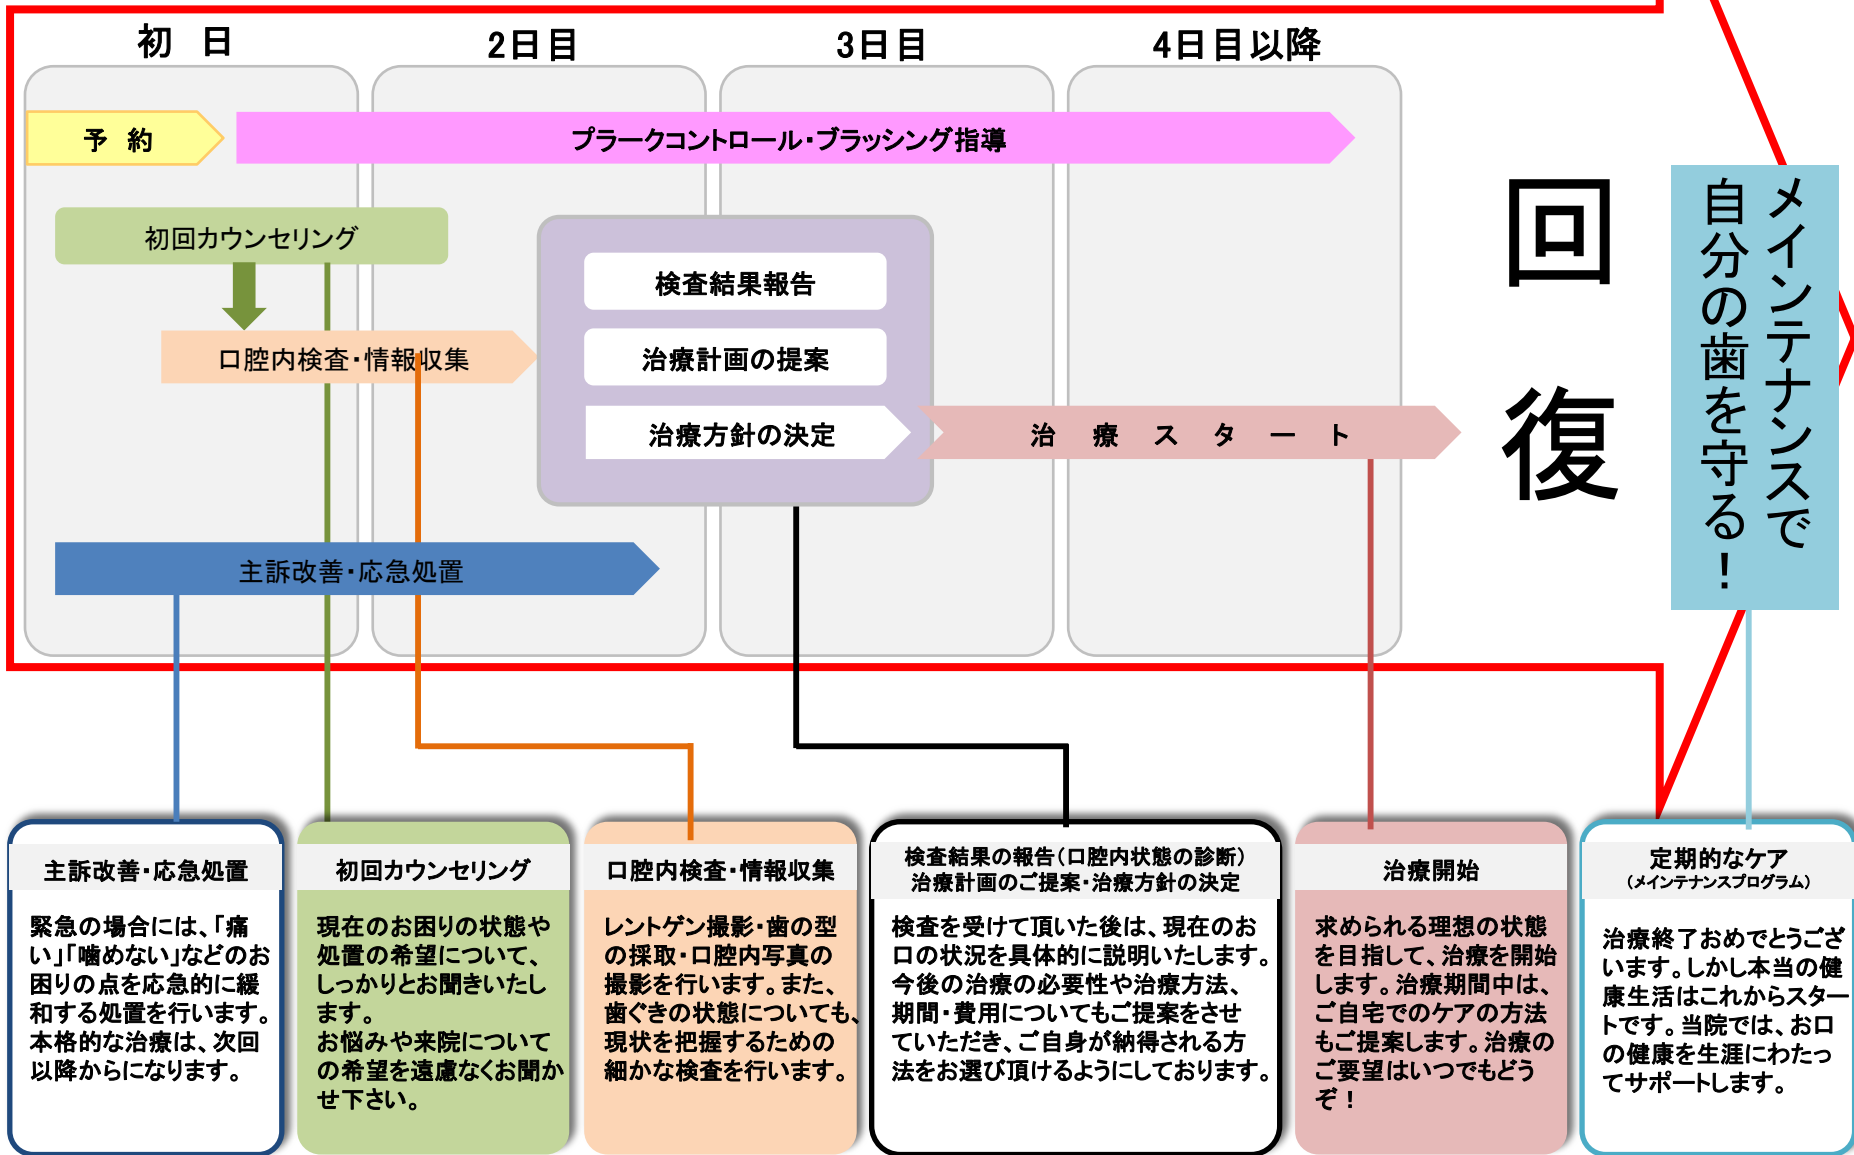 初　日
2日目
3日目
4日目以降
予　約
プラークコントロール・ブラッシング指導
初回カウンセリング
検査結果報告
口腔内検査・情報収集
治療計画の提案
治療方針の決定
治　療　ス　タ　ー　ト
主訴改善・応急処置
回
復
メインテナンスで
自分の歯を守る！
主訴改善・応急処置
緊急の場合には、「痛
い」「噛めない」などのお
困りの点を応急的に緩
和する処置を行います。
本格的な治療は、次回
以降からになります。
初回カウンセリング
現在のお困りの状態や
処置の希望について、
しっかりとお聞きいたし
ます。
お悩みや来院について
の希望を遠慮なくお聞か
せ下さい。
口腔内検査・情報収集
レントゲン撮影・歯の型
の採取・口腔内写真の
撮影を行います。また、
歯ぐきの状態についても、
現状を把握するための
細かな検査を行います。
検査結果の報告（口腔内状態の診断）
治療計画のご提案・治療方針の決定
検査を受けて頂いた後は、現在のお
口の状況を具体的に説明いたします。
今後の治療の必要性や治療方法、
期間・費用についてもご提案をさせ
ていただき、ご自身が納得される方
法をお選び頂けるようにしております。
治療開始
求められる理想の状態
を目指して、治療を開始
します。治療期間中は、
ご自宅でのケアの方法
もご提案します。治療の
ご要望はいつでもどう
ぞ！
定期的なケア
（メインテナンスプログラム）
治療終了おめでとうござ
います。しかし本当の健
康生活はこれからスター
トです。当院では、お口
の健康を生涯にわたっ
てサポートします。